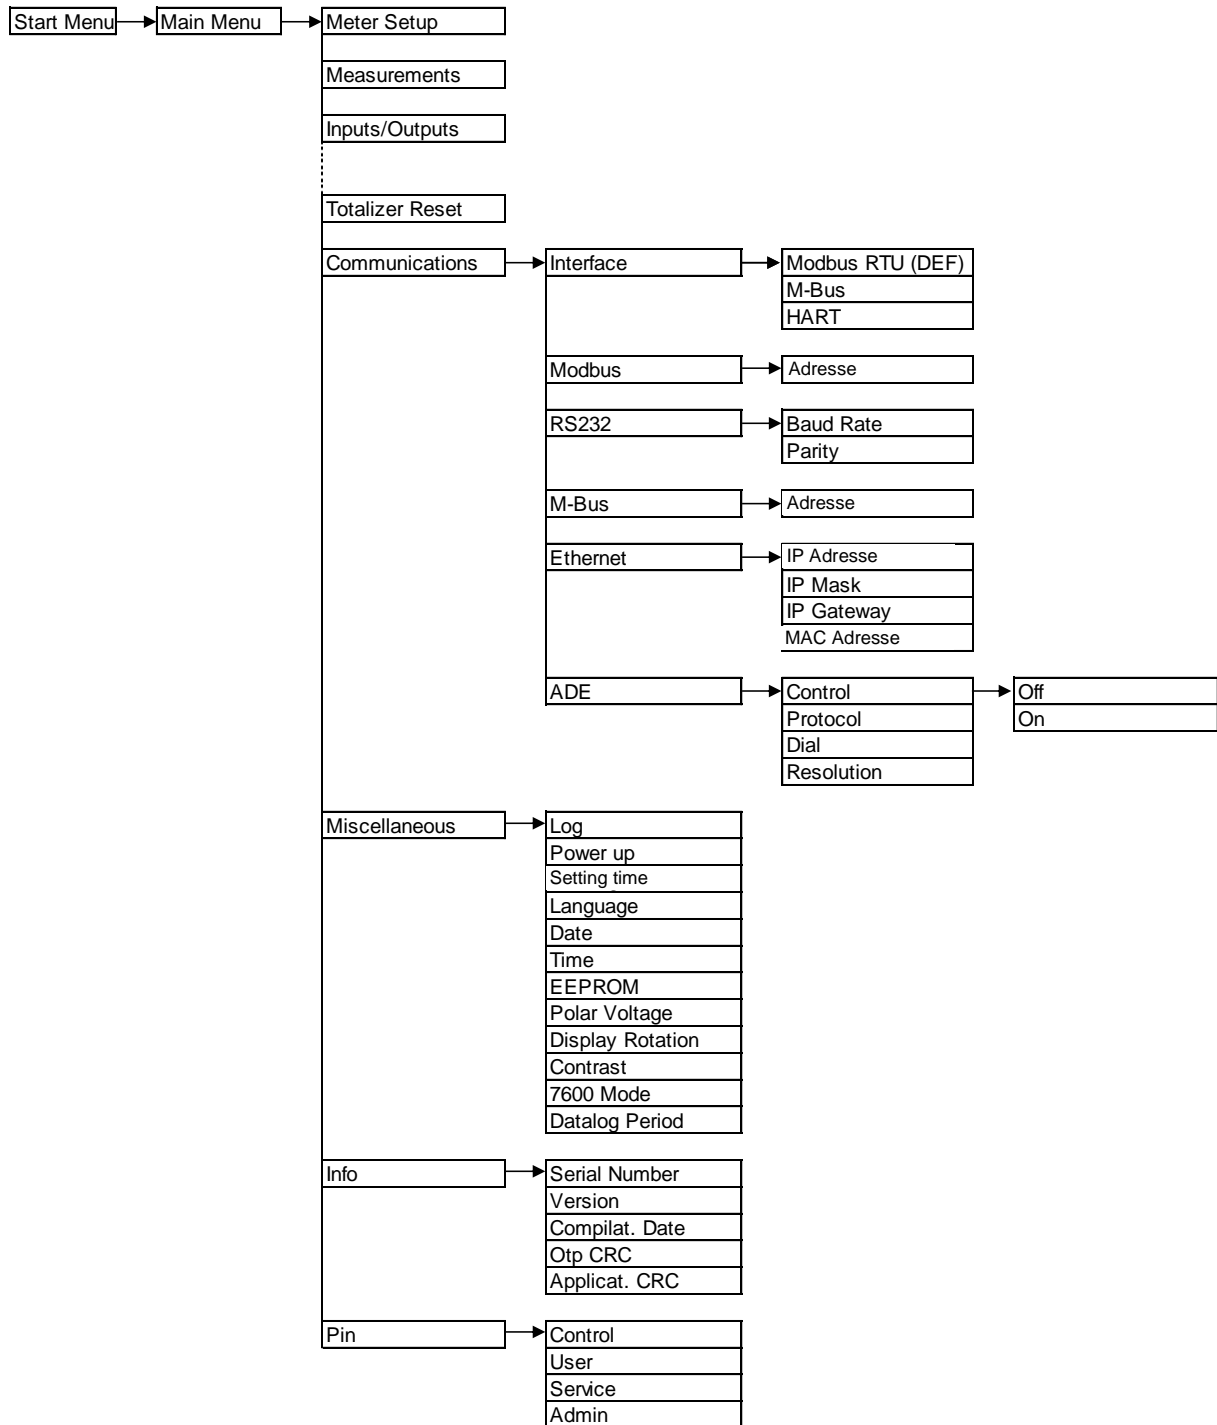 Start Menu
Main Menu
Meter Setup
Measurements
Inputs/Outputs
Totalizer Reset
Communications
Interface
Modbus RTU (DEF)
M-Bus
HART
Modbus
Adresse
RS232
Baud Rate
Parity
M-Bus
Adresse
Ethernet
IP Adresse
IP Mask
IP Gateway
MAC Adresse
ADE
Control
Off
On
Protocol
Dial
Resolution
Miscellaneous
Log
Power up
Setting time
Language
Date
Time
EEPROM
Polar Voltage
Display Rotation
Contrast
7600 Mode
Datalog Period
Info
Serial Number
Version
Compilat. Date
Otp CRC
Applicat. CRC
Pin
Control
User
Service
Admin